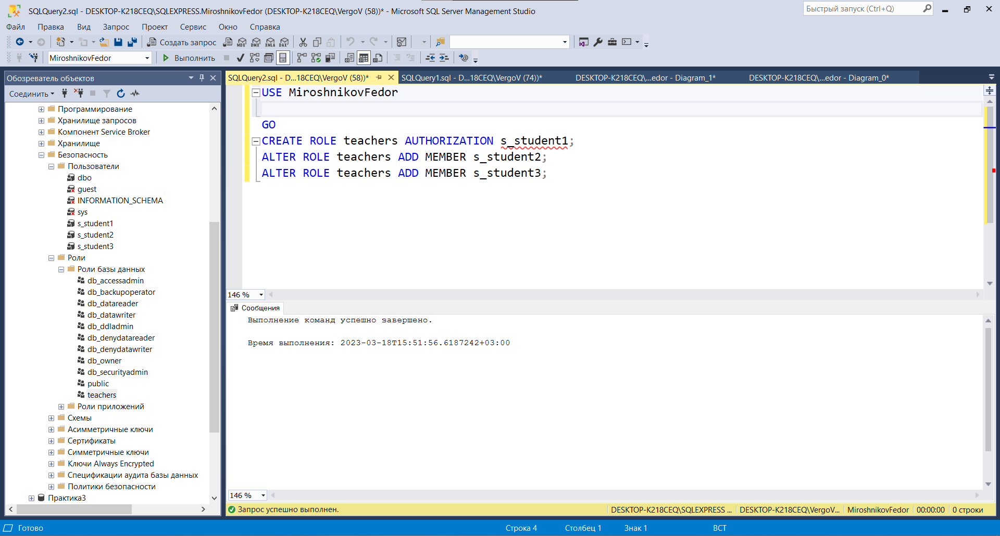 SQLQuery2.sql - DESKTOP-K218CEQ\SQLEXPRESS.MiroshnikovFedor (DESKTOP-K218CEQ\VergoV (58))* - Microsoft SQL Server Management Studio
Быстрый запуск (Ctrl+Q)
Файл Правка Вид Запрос Проект Сервис Окно Справка
Создать запрос MDX DMX XMLA DAX
MiroshnikovFedor Выполнить
Обозреватель объектов
Соединить
Программирование
Хранилище запросов
Компонент Service Broker
Хранилище
Безопасность
Пользователи
dbo
guest
INFORMATION_SCHEMA
sys
s_student1
s_student2
s_student3
Роли
Роли базы данных
db_accessadmin
db_backupoperator
db_datareader
db_datawriter
db_ddladmin
db_denydatareader
db_denydatawriter
db_owner
db_securityadmin
public
teachers
Роли приложений
Схемы
Асимметричные ключи
Сертификаты
Симметричные ключи
Ключи Always Encrypted
Спецификации аудита базы данных
Политики безопасности
Практика3
SQLQuery2.sql - D...18CEQ\VergoV (58))* SQLQuery1.sql - D...18CEQ\VergoV (74))* DESKTOP-K218CEQ\...edor - Diagram_1* DESKTOP-K218CEQ\...edor - Diagram_0*
USE MiroshnikovFedor
GO
CREATE ROLE teachers AUTHORIZATION s_student1;
ALTER ROLE teachers ADD MEMBER s_student2;
ALTER ROLE teachers ADD MEMBER s_student3;
146 %
Сообщения
Выполнение команд успешно завершено.
Время выполнения: 2023-03-18T15:51:56.6187242+03:00
146 %
Запрос успешно выполнен. DESKTOP-K218CEQ\SQLEXPRESS ... DESKTOP-K218CEQ\VergoV... MiroshnikovFedor 00:00:00 0 строки
Готово Строка 4 Столбец 1 Знак 1 ВСТ